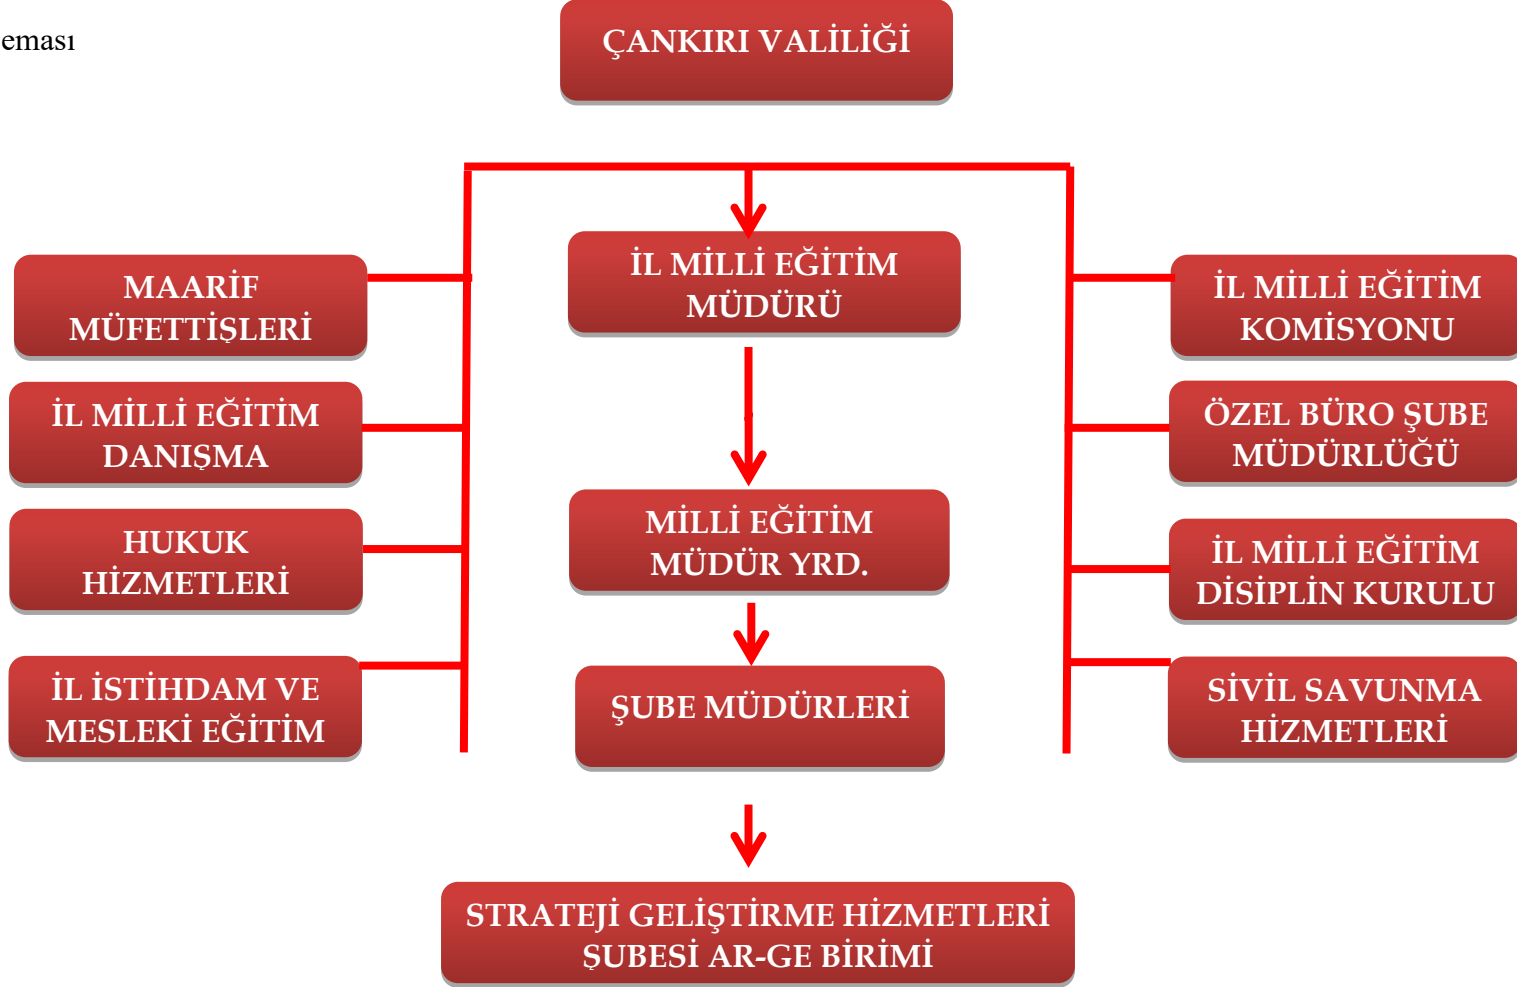 eması
ÇANKIRI VALİLİĞİ
İL MİLLİ EĞİTİM
MÜDÜRÜ
MAARİF
MÜFETTİŞLERİ
İL MİLLİ EĞİTİM
KOMİSYONU
İL MİLLİ EĞİTİM
DANIŞMA
ÖZEL BÜRO ŞUBE
MÜDÜRLÜĞÜ
MİLLİ EĞİTİM
MÜDÜR YRD.
HUKUK
HİZMETLERİ
İL MİLLİ EĞİTİM
DİSİPLİN KURULU
İL İSTİHDAM VE
MESLEKİ EĞİTİM
ŞUBE MÜDÜRLERİ
SİVİL SAVUNMA
HİZMETLERİ
STRATEJİ GELİŞTİRME HİZMETLERİ
ŞUBESİ AR-GE BİRİMİ